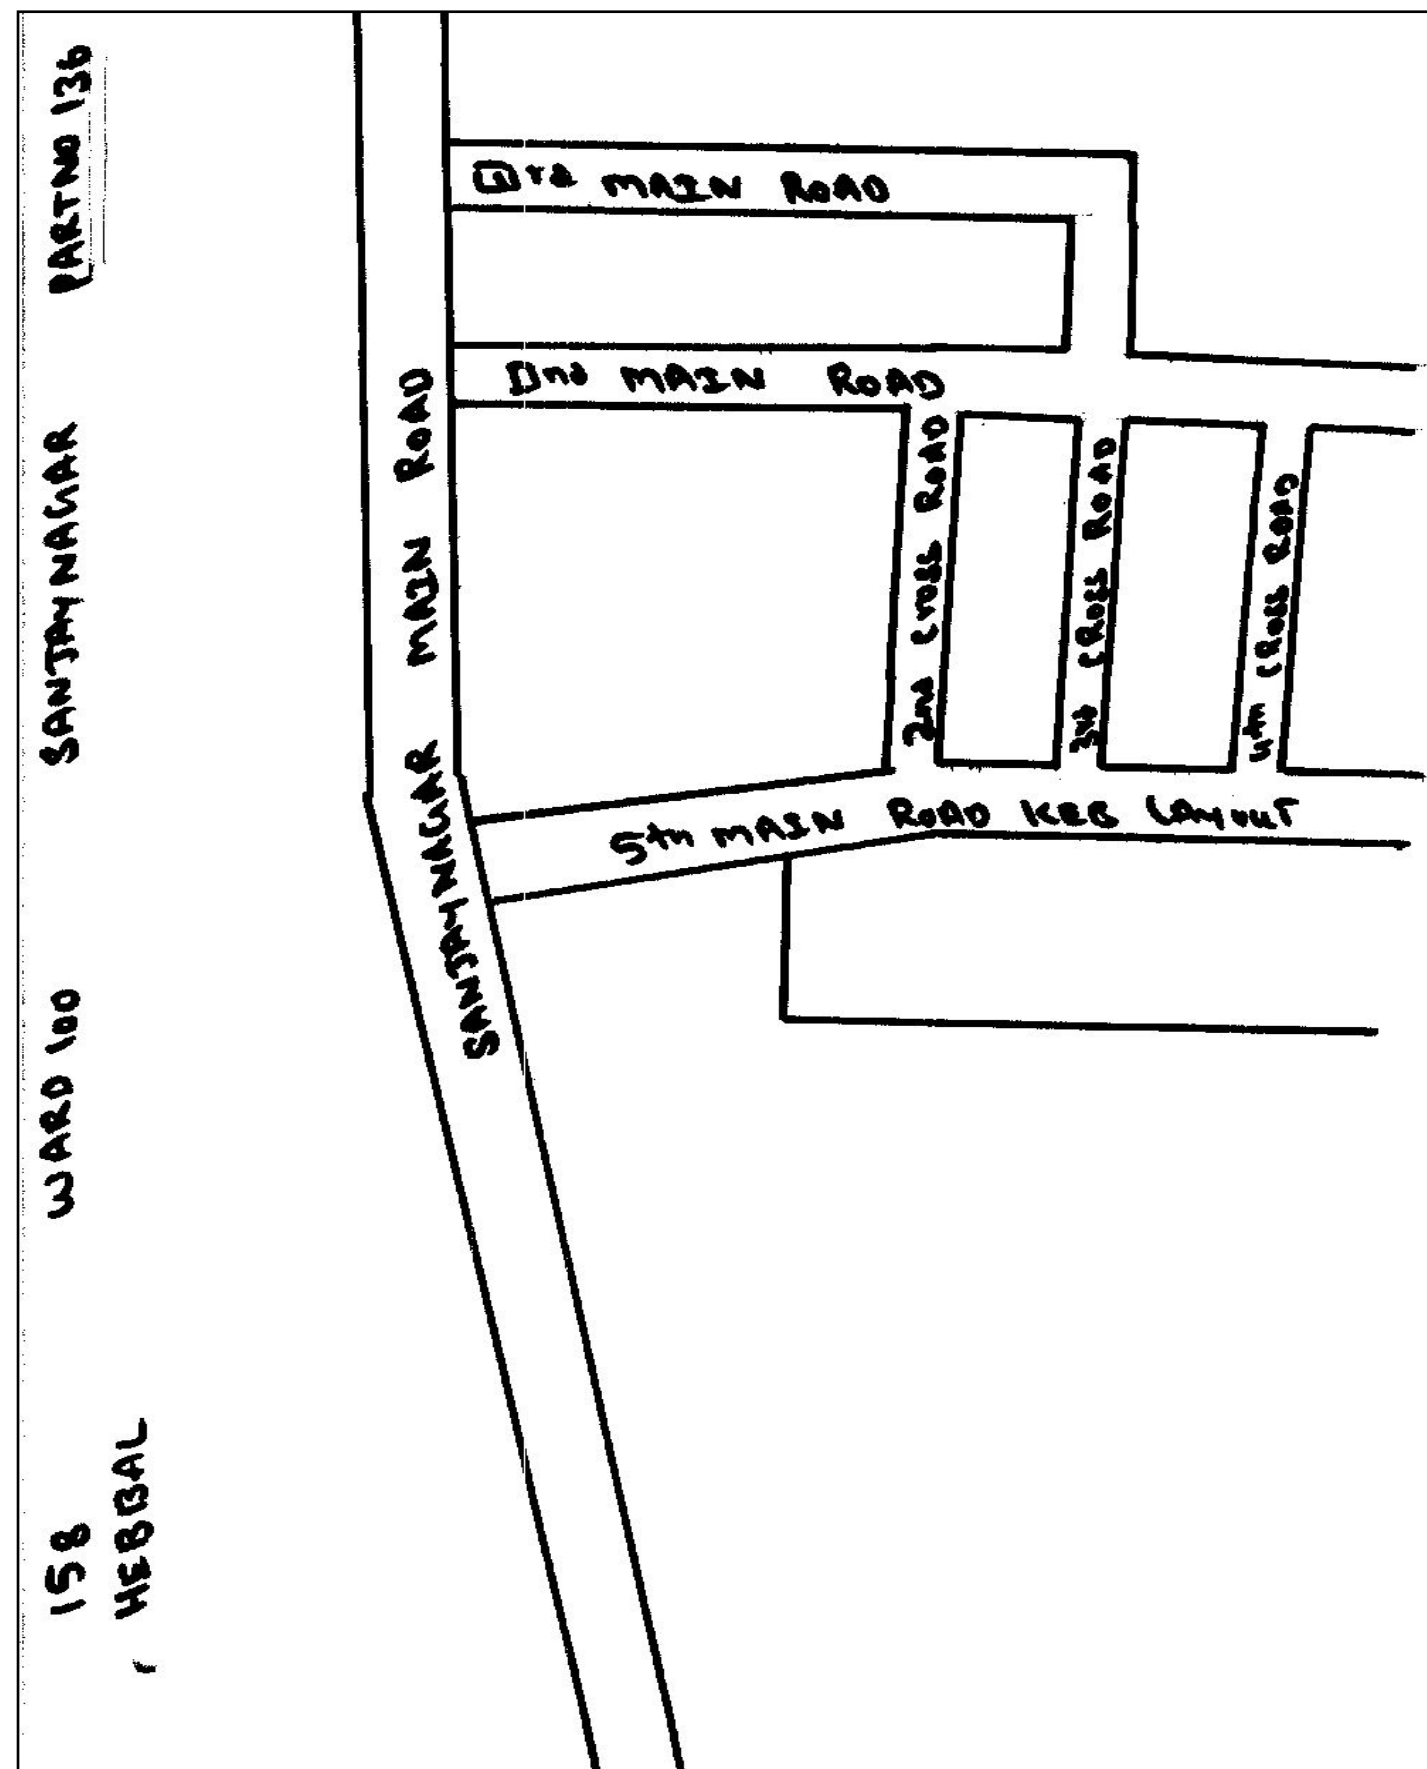 158 WARD 100 SANJAYNAGAR PART NO 136
HEBBAL
IIIrd MAIN ROAD
IInd MAIN ROAD
SANJAYNAGAR MAIN ROAD
2nd CROSS ROAD
3rd CROSS ROAD
4th CROSS ROAD
5th MAIN ROAD KEB LAYOUT